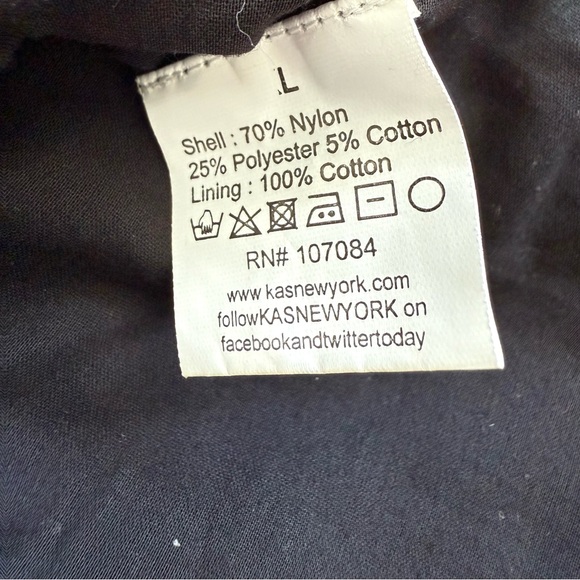 L
Shell : 70% Nylon
25% Polyester 5% Cotton
Lining : 100% Cotton
RN# 107084
www kasnewyork.com
followKASNEWYORK on
facebookandtwittertoday